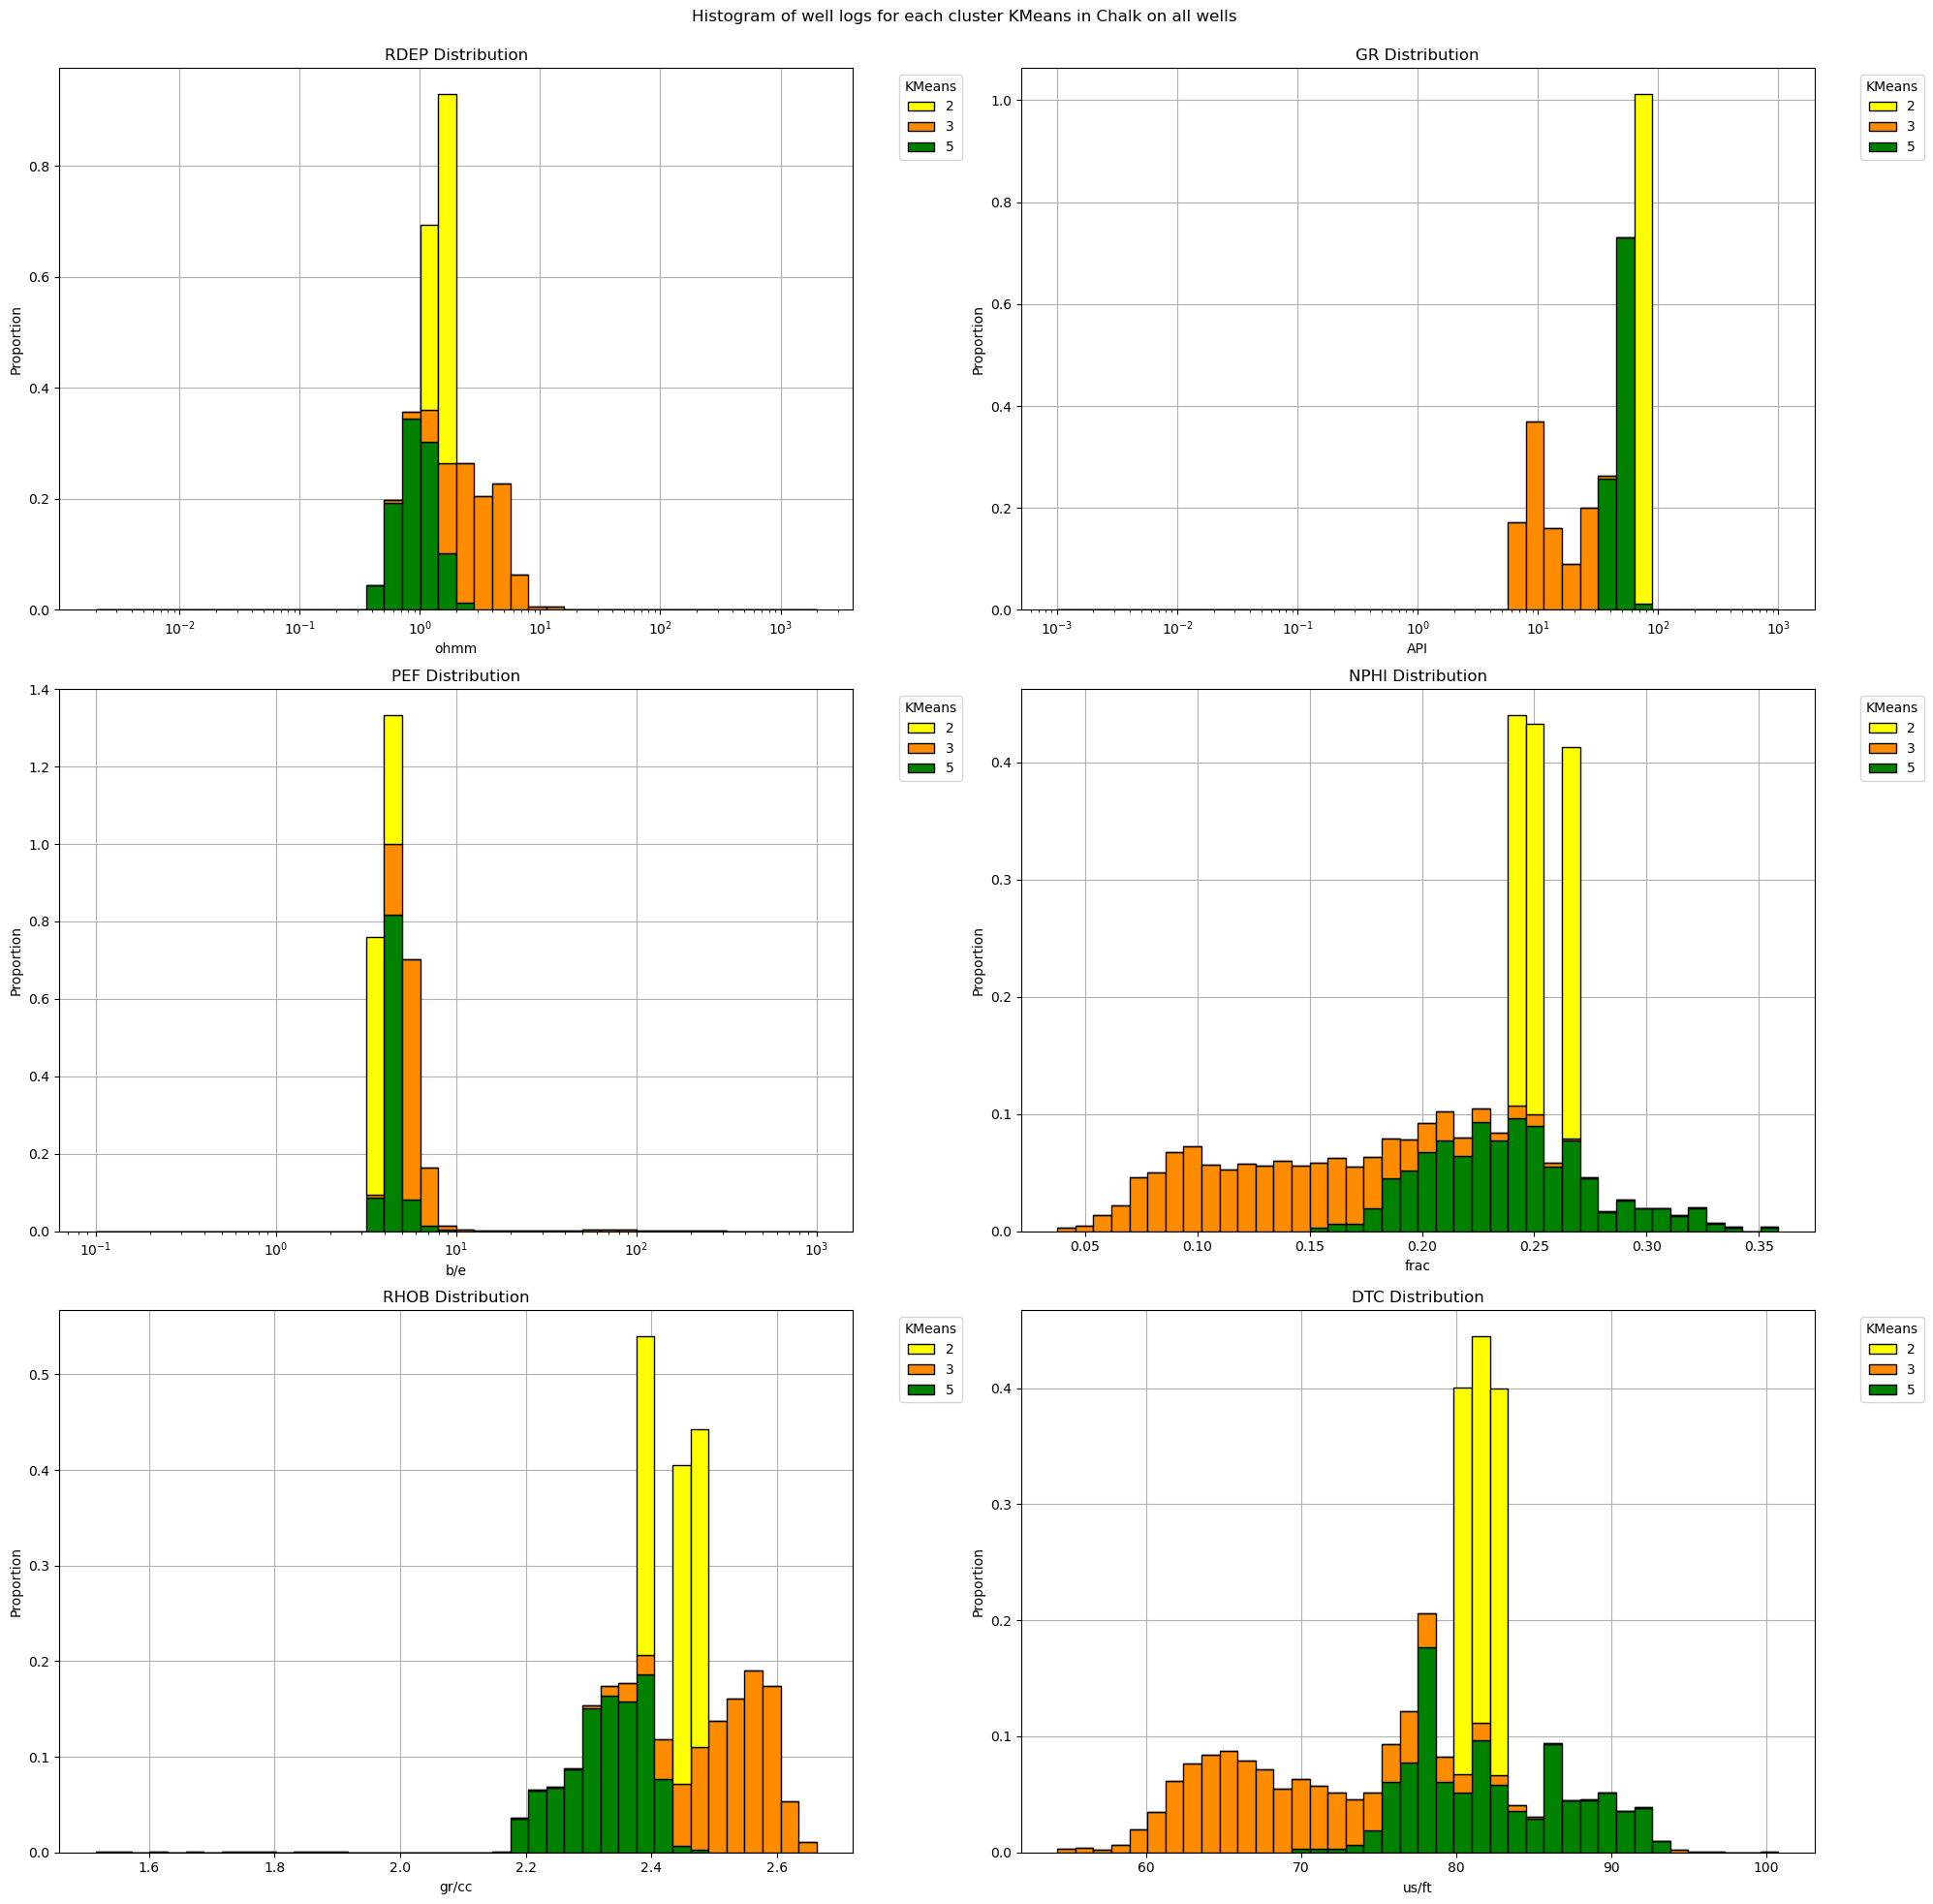 Histogram of well logs for each cluster KMeans in Chalk on all wells
RDEP Distribution
Proportion
0.8
0.6
0.4
0.2
0.0
10⁻² 10⁻¹ 10⁰ 10¹ 10² 10³
ohmm
KMeans
2
3
5
GR Distribution
Proportion
1.0
0.8
0.6
0.4
0.2
0.0
10⁻³ 10⁻² 10⁻¹ 10⁰ 10¹ 10² 10³
API
KMeans
2
3
5
PEF Distribution
Proportion
1.4
1.2
1.0
0.8
0.6
0.4
0.2
0.0
10⁻¹ 10⁰ 10¹ 10² 10³
b/e
KMeans
2
3
5
NPHI Distribution
Proportion
0.4
0.3
0.2
0.1
0.0
0.05 0.10 0.15 0.20 0.25 0.30 0.35
frac
KMeans
2
3
5
RHOB Distribution
Proportion
0.5
0.4
0.3
0.2
0.1
0.0
1.6 1.8 2.0 2.2 2.4 2.6
gr/cc
KMeans
2
3
5
DTC Distribution
Proportion
0.4
0.3
0.2
0.1
0.0
60 70 80 90 100
us/ft
KMeans
2
3
5